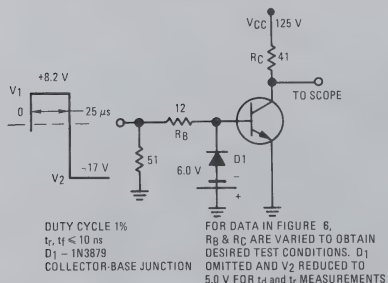 VCC 125 V
RC 41
TO SCOPE
+8.2 V
V1
0
25 µs
V2
-17 V
12
RB
51
D1
6.0 V
-
+
DUTY CYCLE 1%
tr, tf ⩽ 10 ns
D1 – 1N3879
COLLECTOR-BASE JUNCTION
FOR DATA IN FIGURE 6,
RB & RC ARE VARIED TO OBTAIN
DESIRED TEST CONDITIONS. D1
OMITTED AND V2 REDUCED TO
5.0 V FOR td and tr MEASUREMENTS